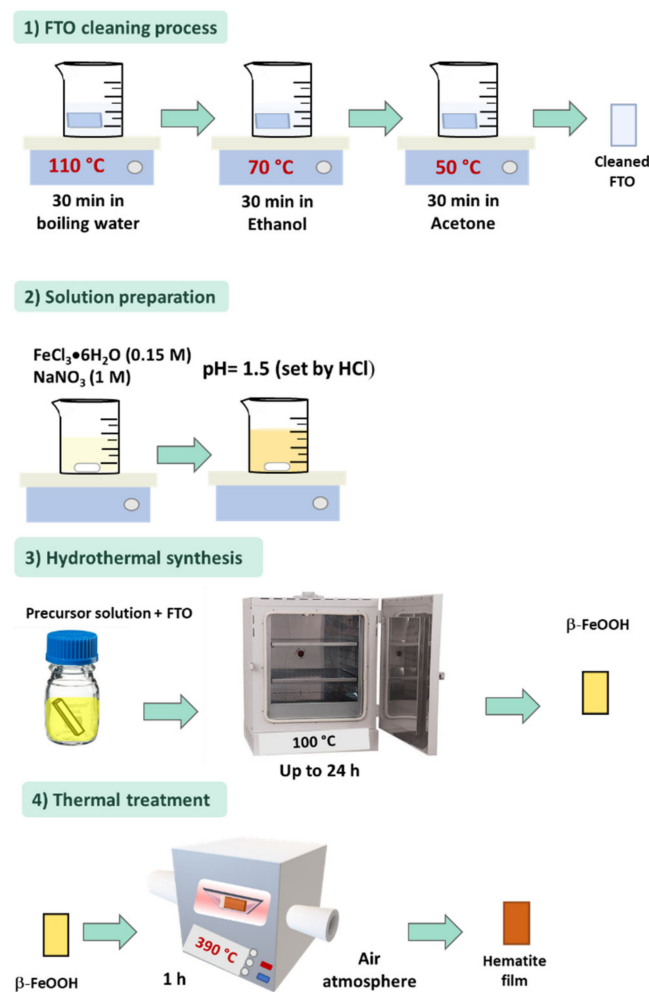 1) FTO cleaning process
110 °C
70 °C
50 °C
30 min in
boiling water
30 min in
Ethanol
30 min in
Acetone
Cleaned
FTO
2) Solution preparation
FeCl₃•6H₂O (0.15 M)
NaNO₃ (1 M)
pH= 1.5 (set by HCl)
3) Hydrothermal synthesis
Precursor solution + FTO
100 °C
Up to 24 h
β-FeOOH
4) Thermal treatment
β-FeOOH
390 °C
1 h
Air
atmosphere
Hematite
film